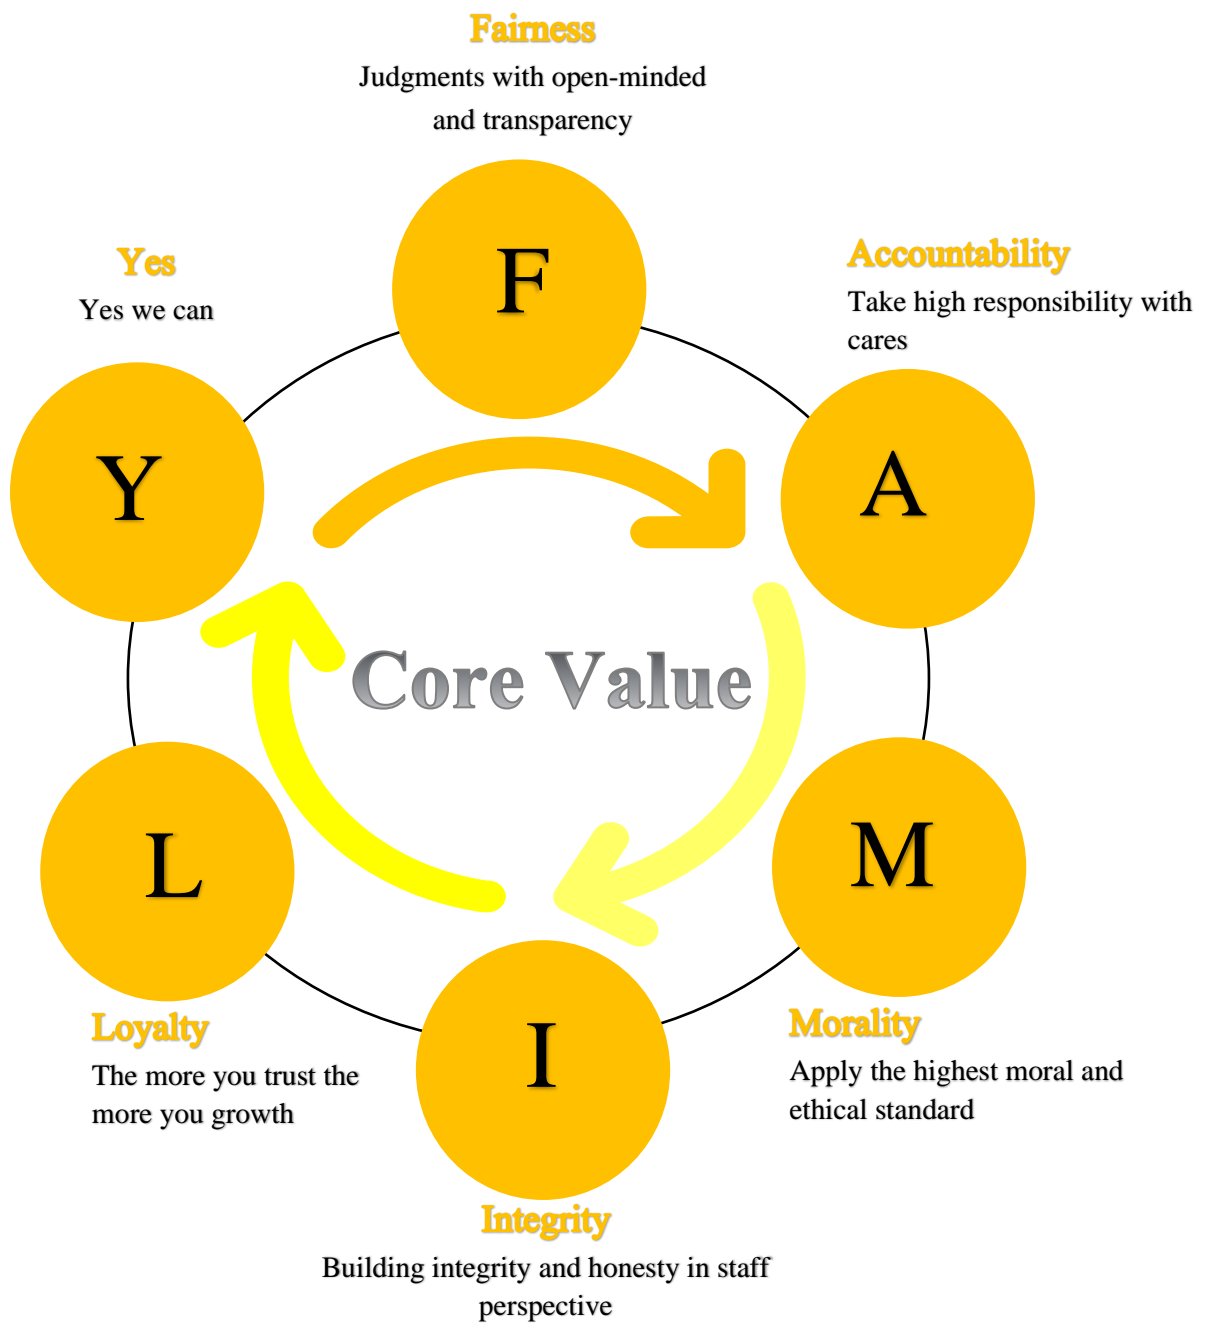 Fairness
Judgments with open-minded
and transparency
F
Accountability
Take high responsibility with
cares
A
M
Morality
Apply the highest moral and
ethical standard
I
Integrity
Building integrity and honesty in staff
perspective
L
Loyalty
The more you trust the
more you growth
Yes
Yes we can
Y
Core Value